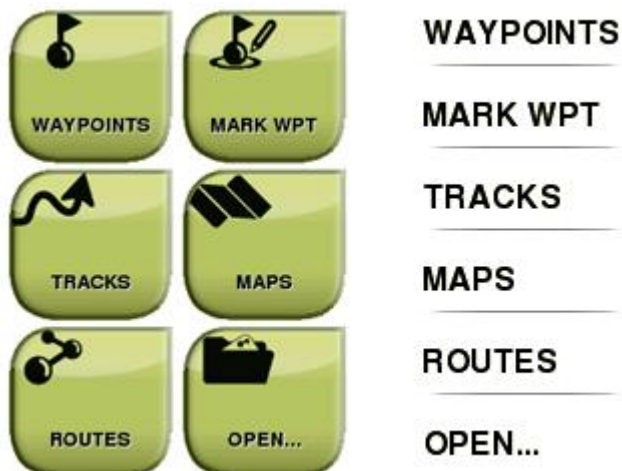 WAYPOINTS
MARK WPT
TRACKS
MAPS
ROUTES
OPEN...
WAYPOINTS
MARK WPT
TRACKS
MAPS
ROUTES
OPEN...